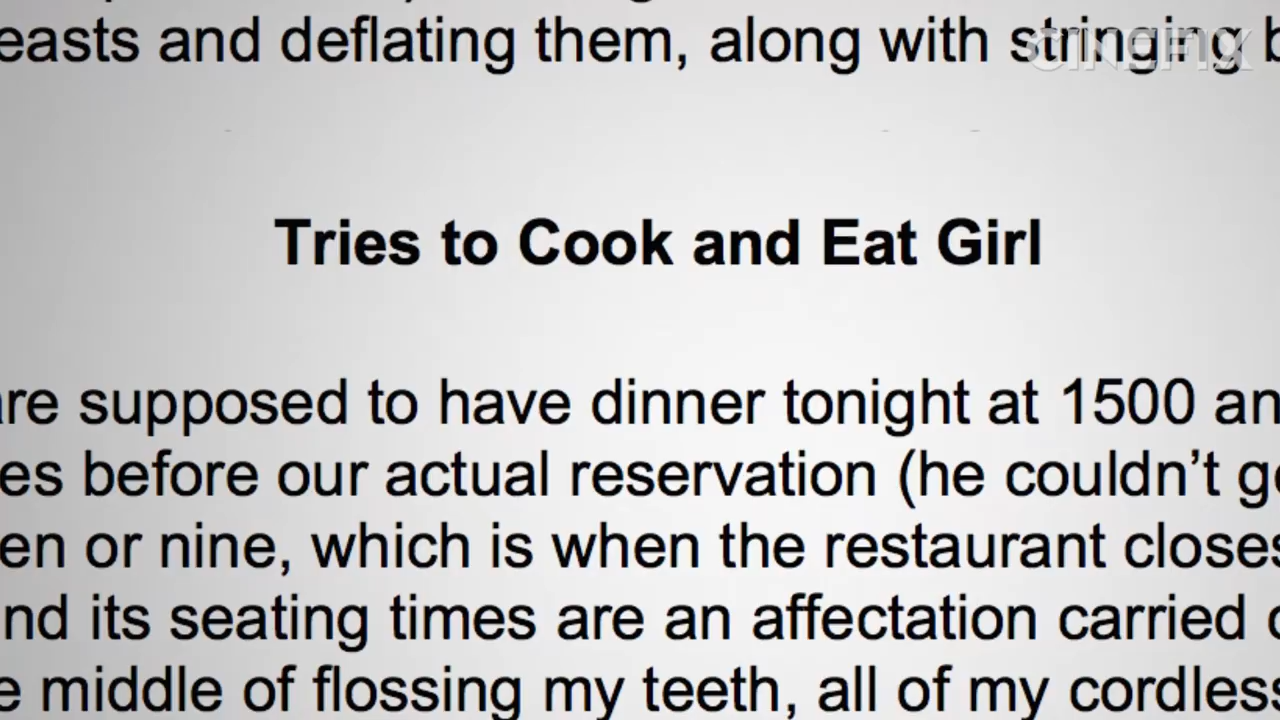 easts and deflating them, along with stringing b
CINEFIX
Tries to Cook and Eat Girl
are supposed to have dinner tonight at 1500 an
es before our actual reservation (he couldn’t ge
en or nine, which is when the restaurant closes
nd its seating times are an affectation carried o
e middle of flossing my teeth, all of my cordless